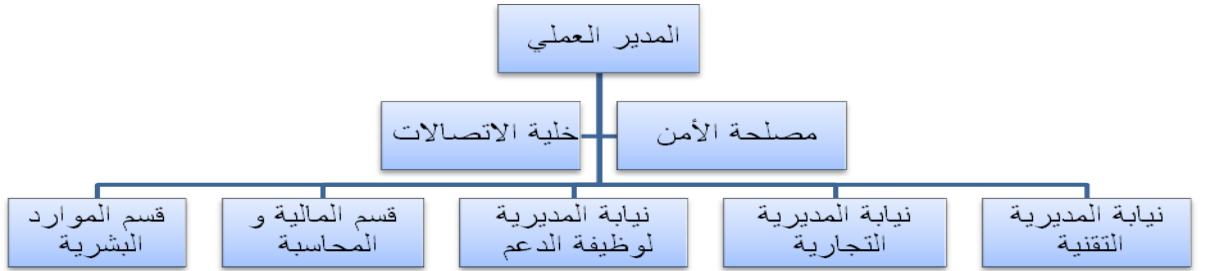 المدير العملي
مصلحة الأمن
خلية الاتصالات
نيابة المديرية
التقنية
نيابة المديرية
التجارية
نيابة المديرية
لوظيفة الدعم
قسم المالية و
المحاسبة
قسم الموارد
البشرية